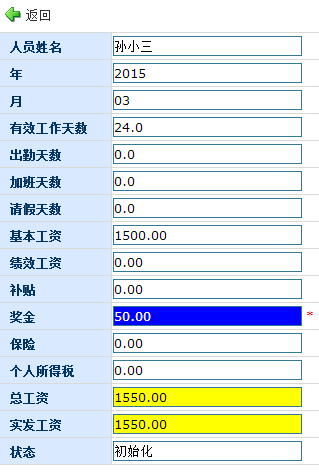 返回
人员姓名 孙小三
年 2015
月 03
有效工作天数 24.0
出勤天数 0.0
加班天数 0.0
请假天数 0.0
基本工资 1500.00
绩效工资 0.00
补贴 0.00
奖金 50.00 *
保险 0.00
个人所得税 0.00
总工资 1550.00
实发工资 1550.00
状态 初始化